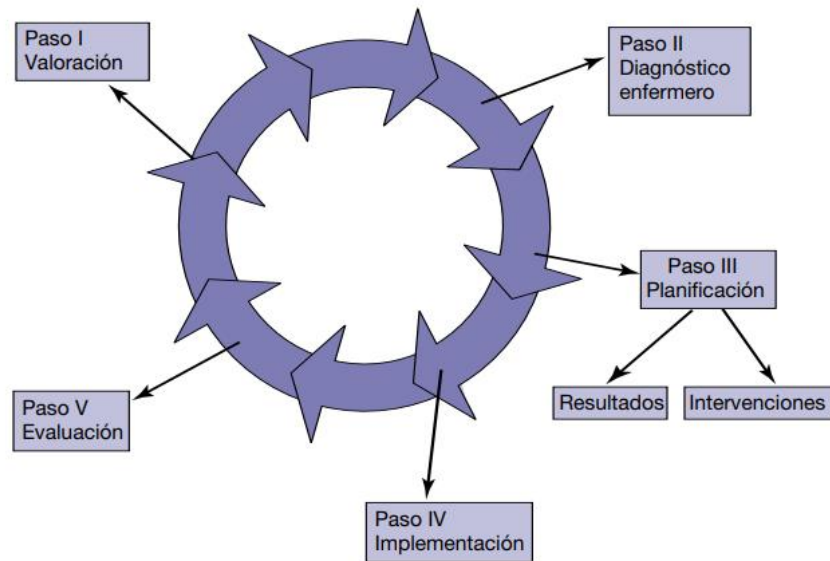 Paso I
Valoración
Paso II
Diagnóstico
enfermero
Paso III
Planificación
Resultados
Intervenciones
Paso IV
Implementación
Paso V
Evaluación